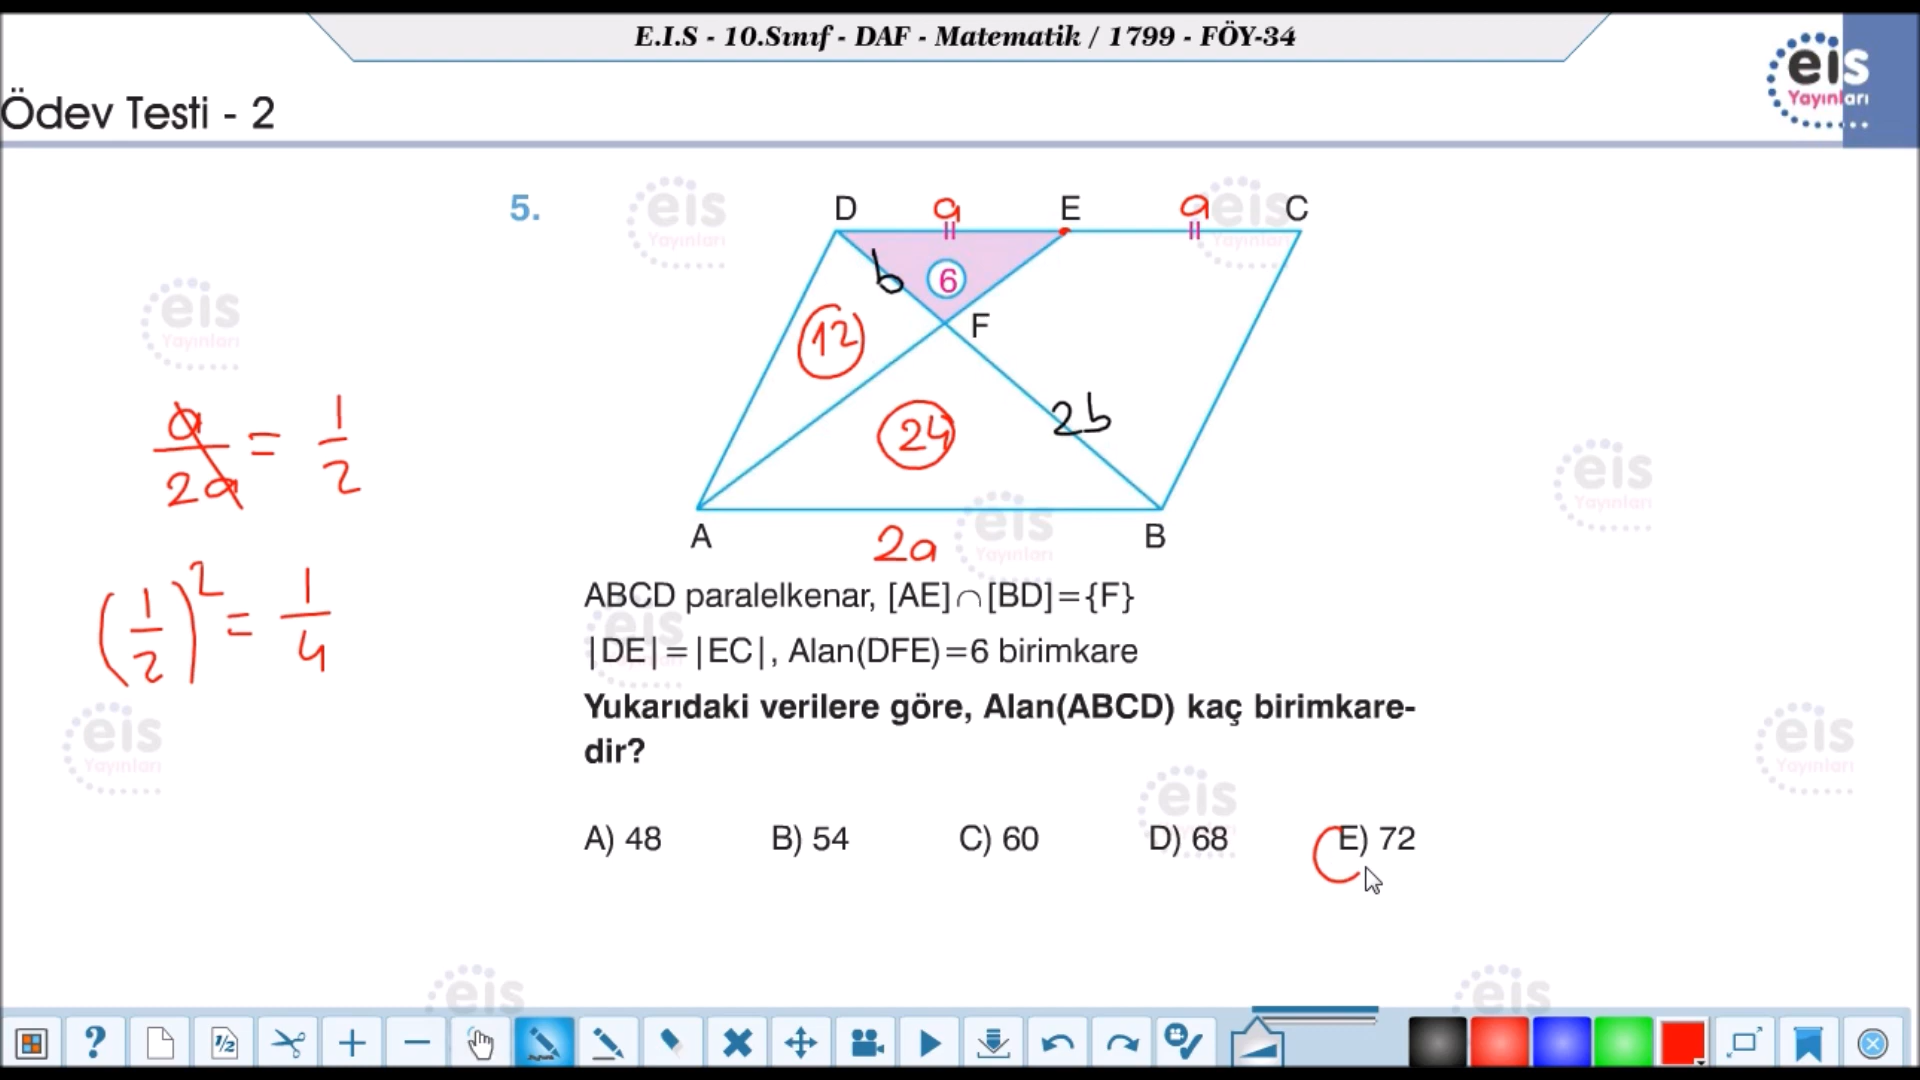 E.I.S - 10.Sınıf - DAF - Matematik / 1799 - FÖY-34
eis
Yayınları
Ödev Testi - 2
5.
D a E a C
b 6
F
12
24
2b
A 2a B
a/2a = 1/2
(1/2)² = 1/4
ABCD paralelkenar, [AE]∩[BD]={F}
|DE|=|EC|, Alan(DFE)=6 birimkare
Yukarıdaki verilere göre, Alan(ABCD) kaç birimkare-
dir?
A) 48 B) 54 C) 60 D) 68 E) 72